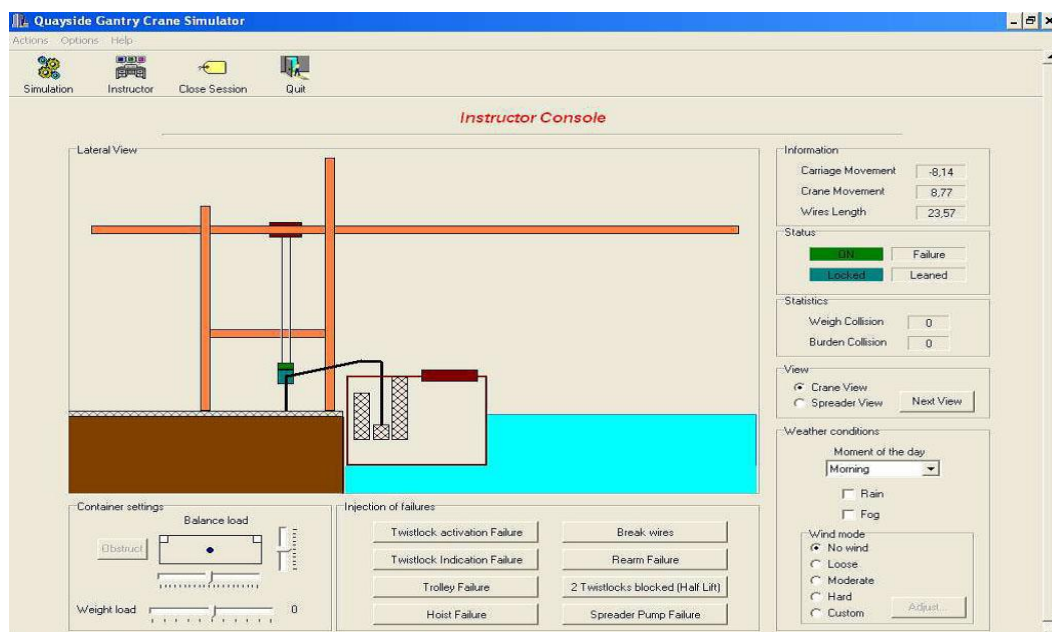 Quayside Gantry Crane Simulator
Actions Options Help
Simulation Instructor Close Session Quit
Instructor Console
Lateral View
Information
Carriage Movement -8,14
Crane Movement 8,77
Wires Length 23,57
Status
ON Failure
Locked Leaned
Statistics
Weigh Collision 0
Burden Collision 0
View
Crane View
Spreader View
Next View
Weather conditions
Moment of the day
Morning
Rain
Fog
Wind mode
No wind
Loose
Moderate
Hard
Custom
Adjust...
Container settings
Balance load
Obstruct
Weight load 0
Injection of failures
Twistlock activation Failure Break wires
Twistlock Indication Failure Rearm Failure
Trolley Failure 2 Twistlocks blocked (Half Lift)
Hoist Failure Spreader Pump Failure